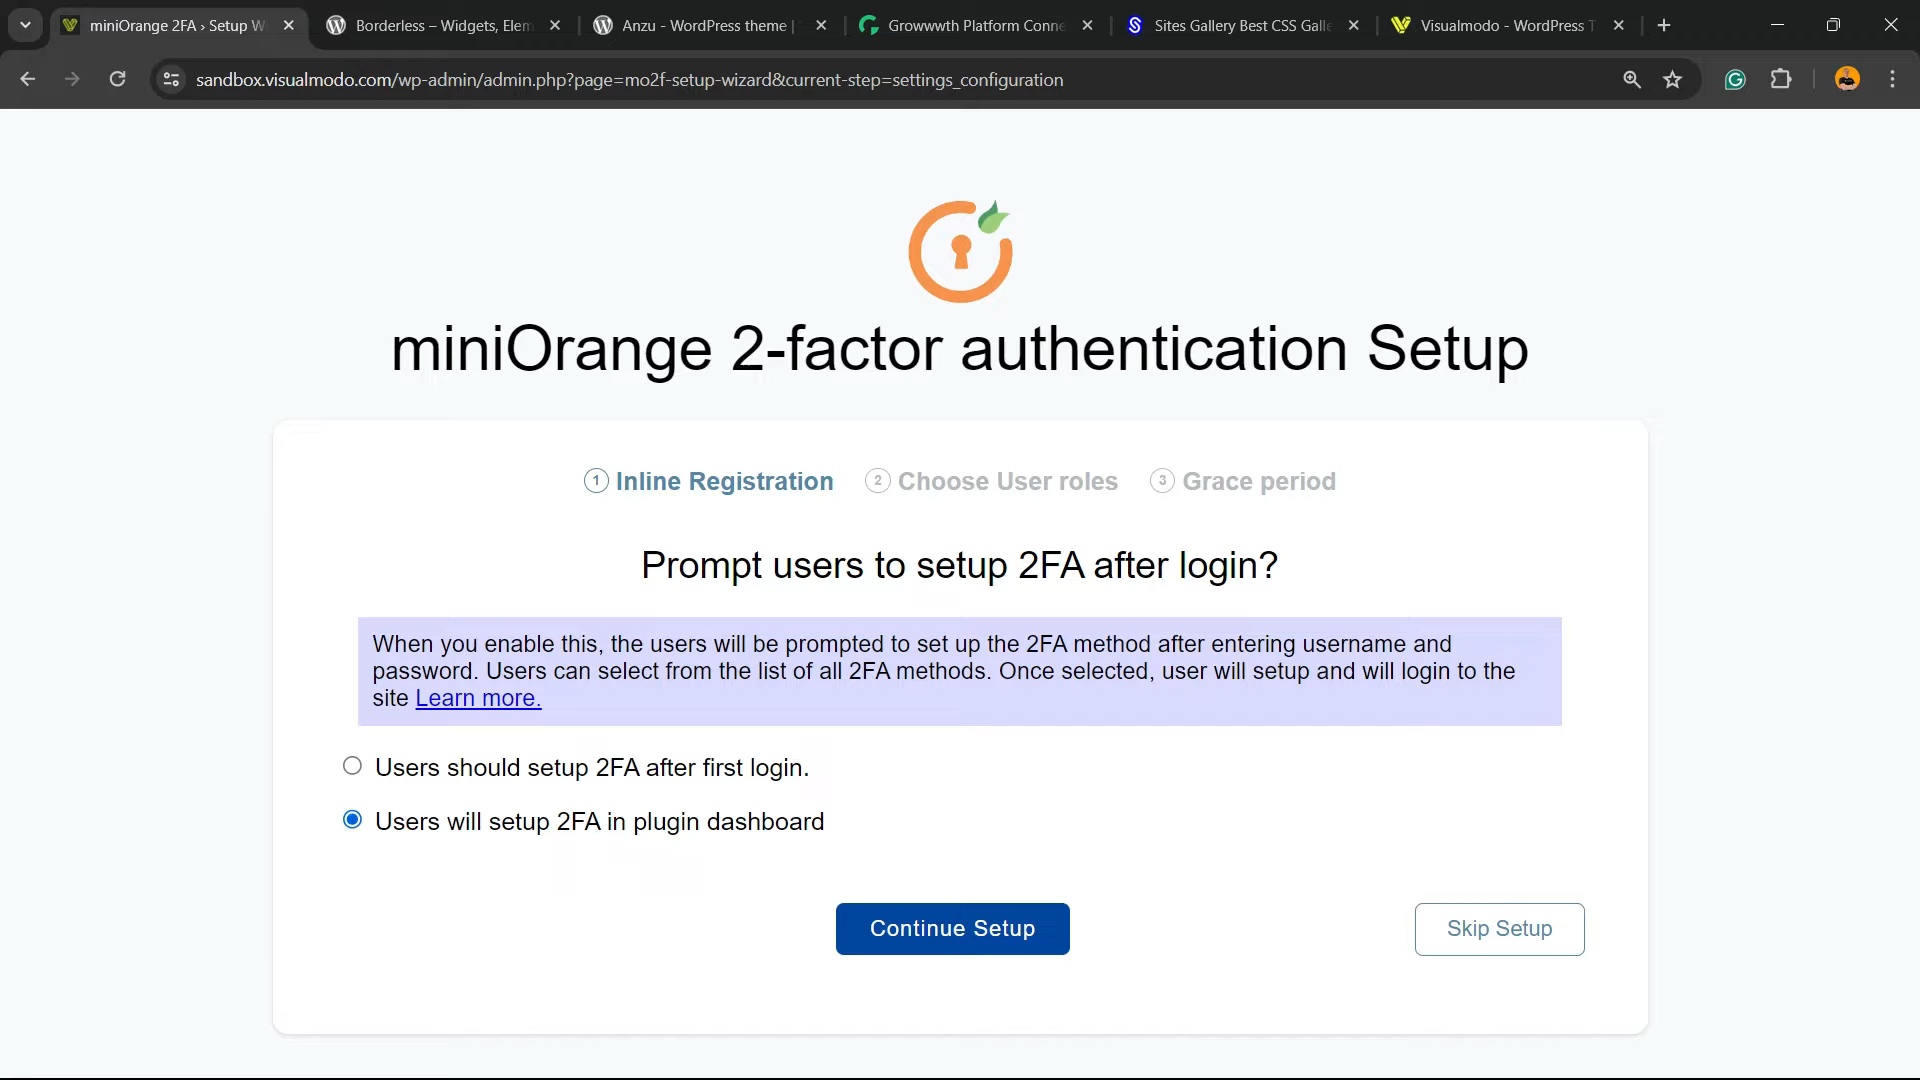 miniOrange 2FA › Setup W
Borderless – Widgets, Elem
Anzu - WordPress theme |
Growwwth Platform Conne
Sites Gallery Best CSS Galle
Visualmodo - WordPress T
sandbox.visualmodo.com/wp-admin/admin.php?page=mo2f-setup-wizard&current-step=settings_configuration
miniOrange 2-factor authentication Setup
1 Inline Registration
2 Choose User roles
3 Grace period
Prompt users to setup 2FA after login?
When you enable this, the users will be prompted to set up the 2FA method after entering username and
password. Users can select from the list of all 2FA methods. Once selected, user will setup and will login to the
site Learn more.
Users should setup 2FA after first login.
Users will setup 2FA in plugin dashboard
Continue Setup
Skip Setup